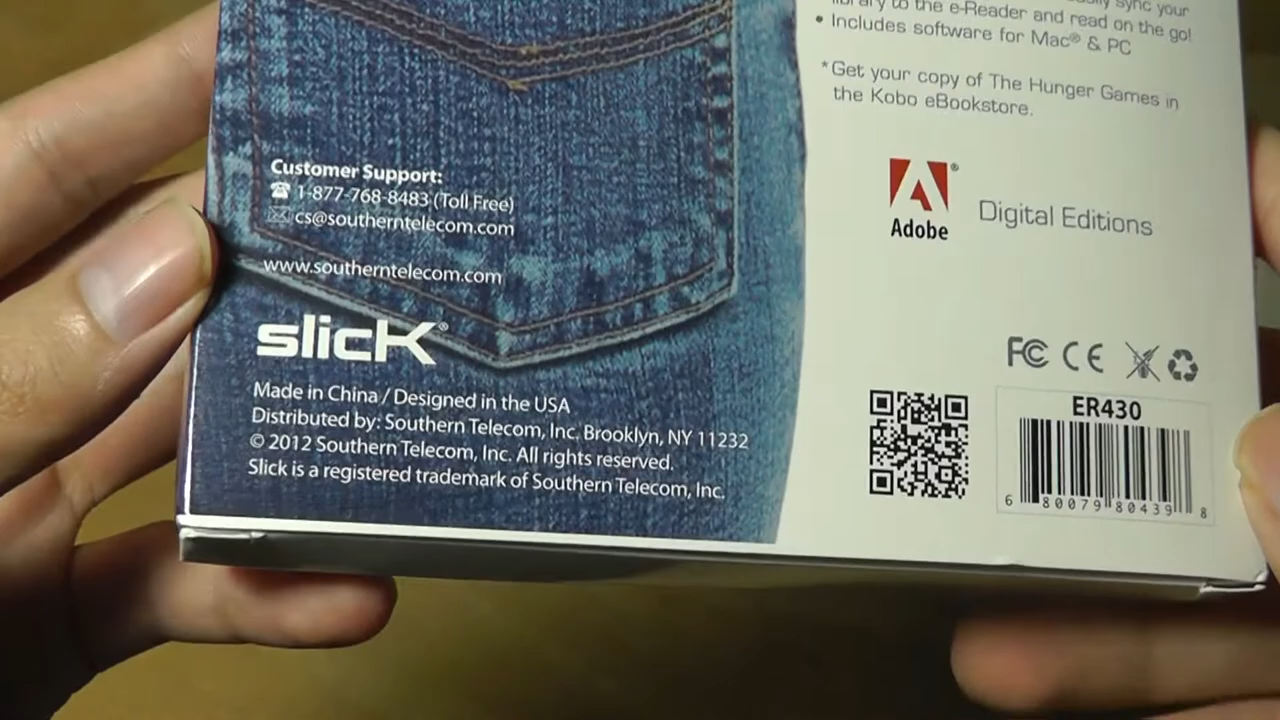 Customer Support:
1-877-768-8483 (Toll Free)
cs@southerntelecom.com
www.southerntelecom.com
slick®
Made in China / Designed in the USA
Distributed by: Southern Telecom, Inc. Brooklyn, NY 11232
© 2012 Southern Telecom, Inc. All rights reserved.
Slick is a registered trademark of Southern Telecom, Inc.
sync your
library to the e-Reader and read on the go!
• Includes software for Mac® & PC
*Get your copy of The Hunger Games in
the Kobo eBookstore.
Adobe®
Digital Editions
FC CE
ER430
6 80079 80439 8